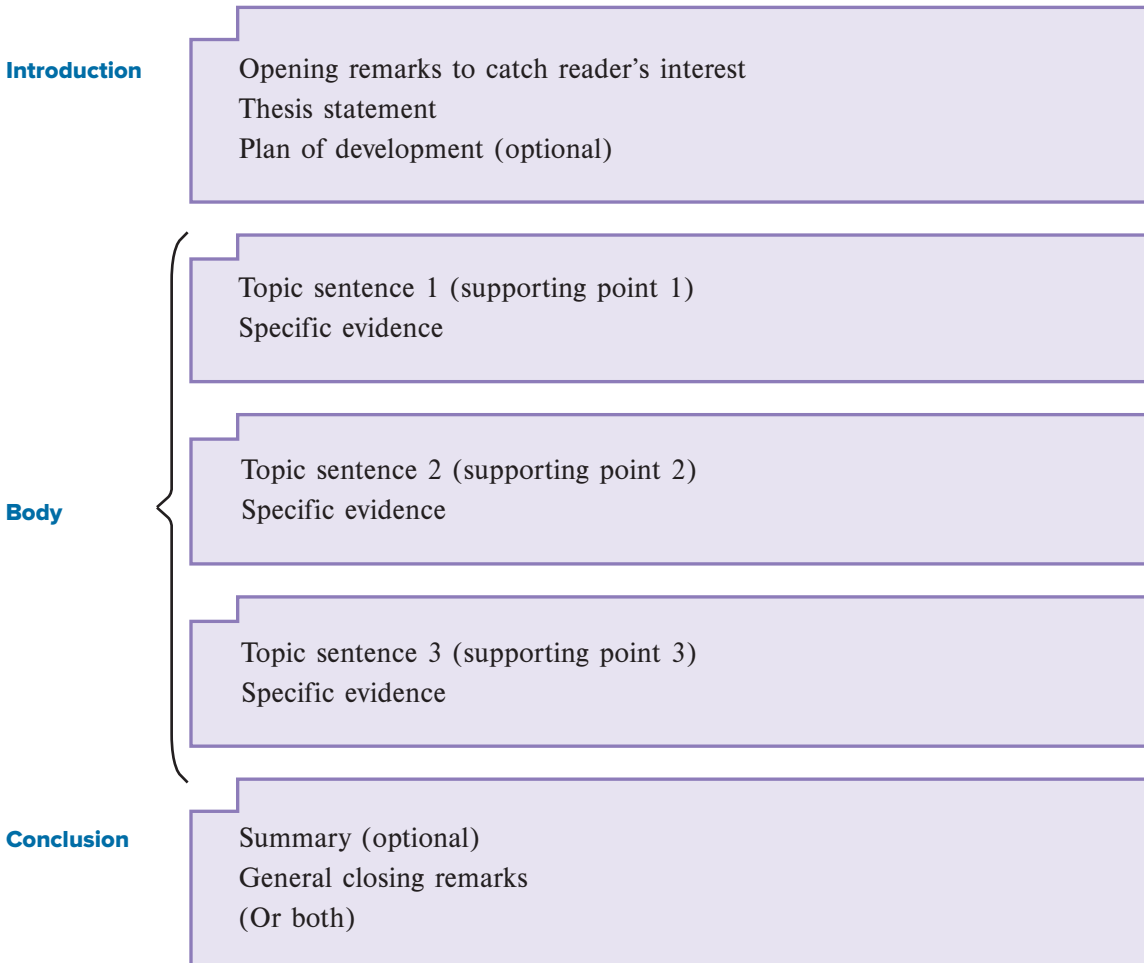 Introduction
Opening remarks to catch reader’s interest
Thesis statement
Plan of development (optional)
Topic sentence 1 (supporting point 1)
Specific evidence
Body
Topic sentence 2 (supporting point 2)
Specific evidence
Topic sentence 3 (supporting point 3)
Specific evidence
Conclusion
Summary (optional)
General closing remarks
(Or both)